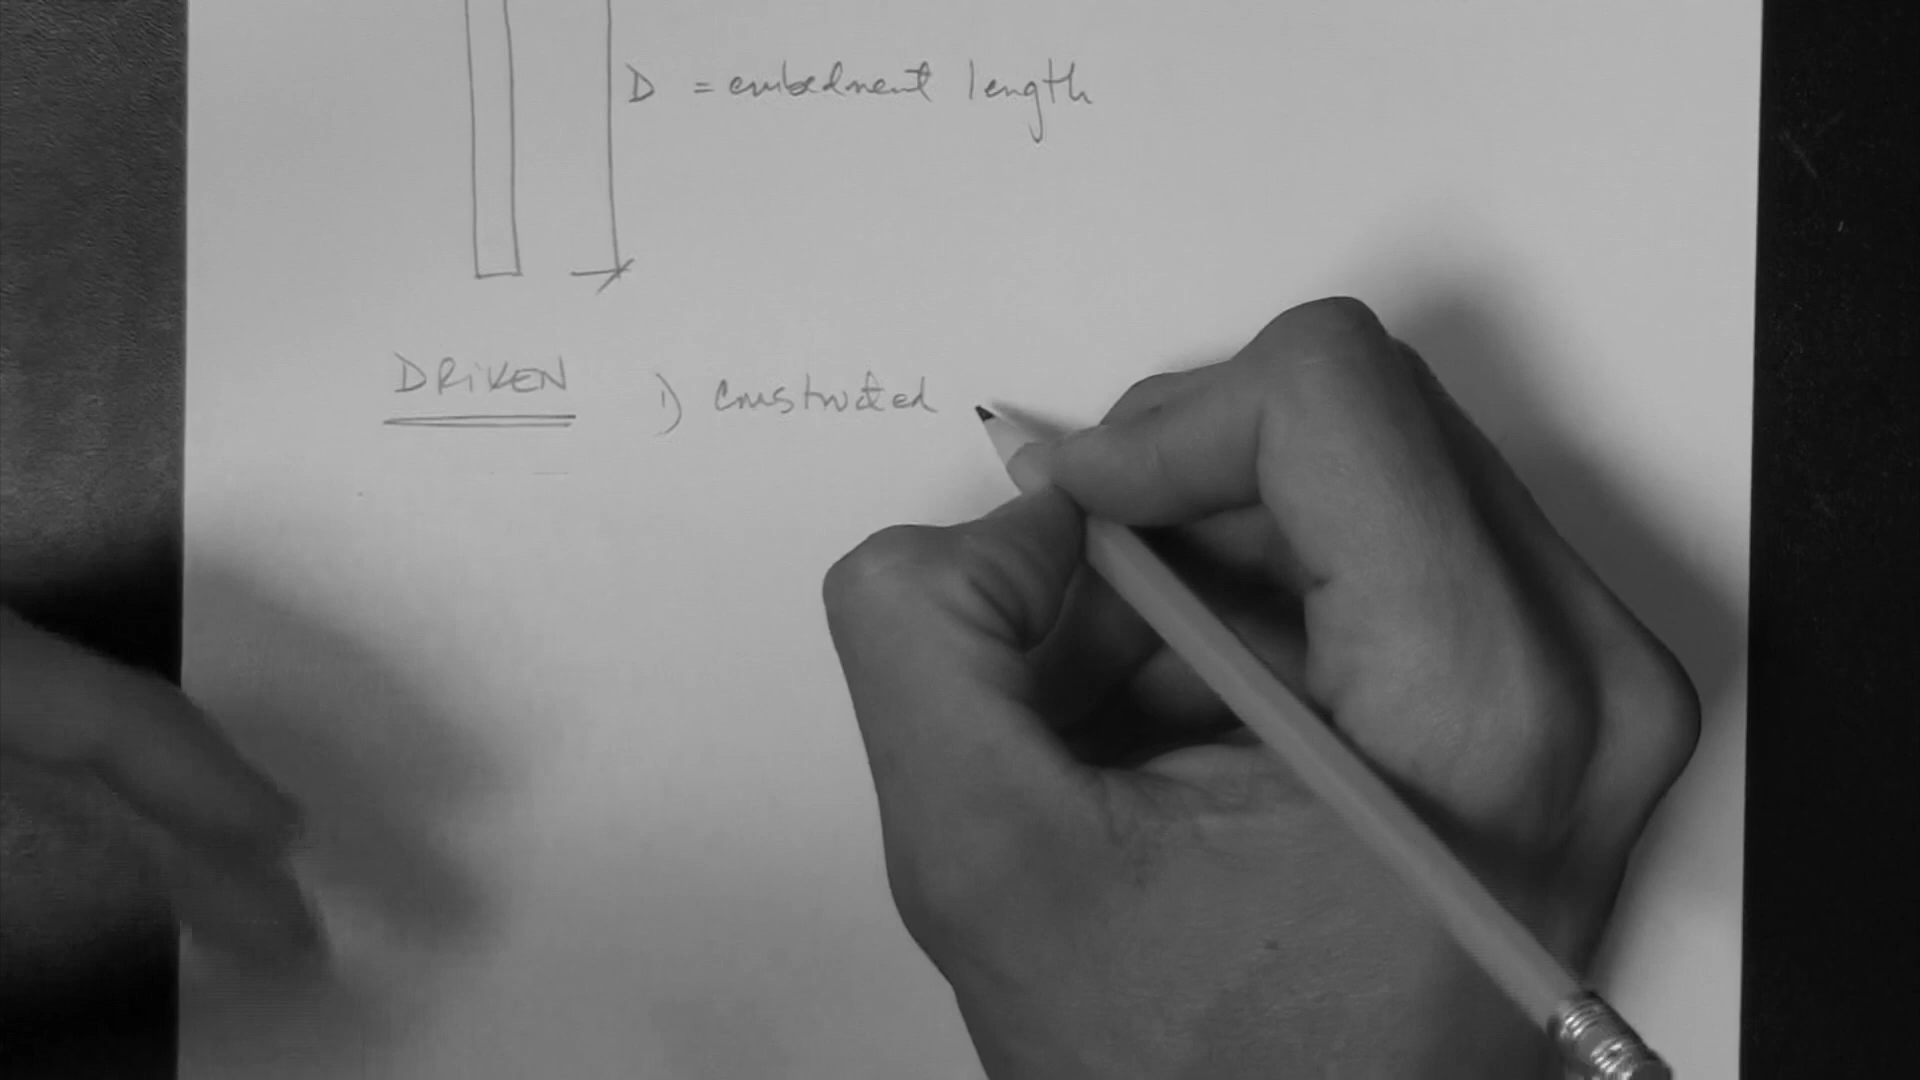 D = embedment length
DRIVEN 1) constructed